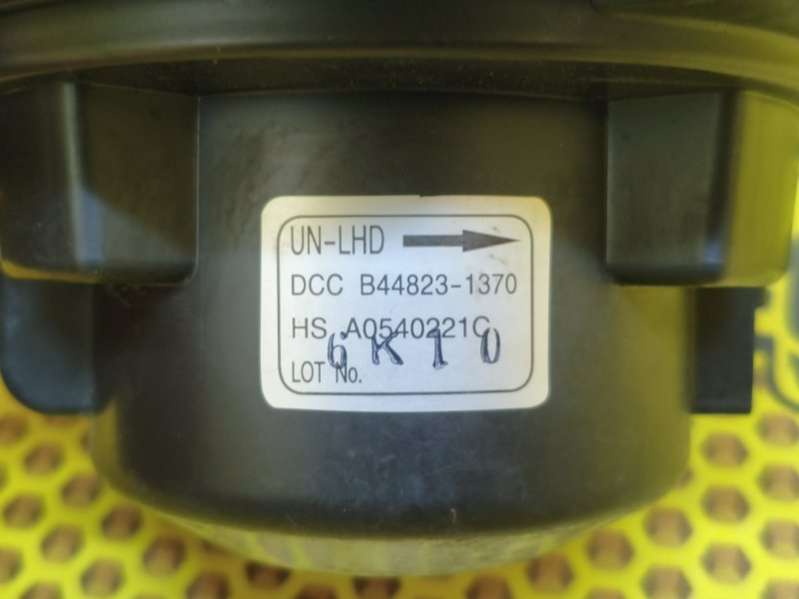 UN-LHD
DCC B44823-1370
HS A0540221C
6K10
LOT No.